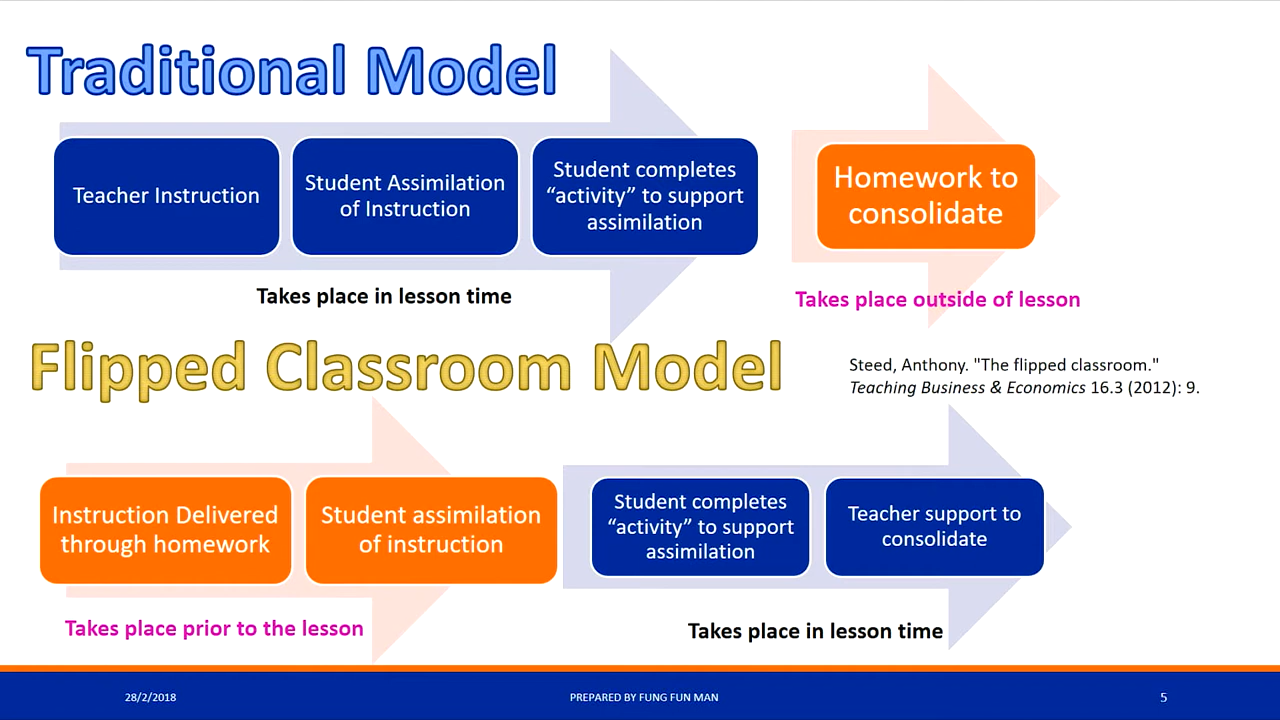 Traditional Model
Teacher Instruction
Student Assimilation
of Instruction
Student completes
“activity” to support
assimilation
Homework to
consolidate
Takes place in lesson time
Takes place outside of lesson
Flipped Classroom Model
Steed, Anthony. "The flipped classroom."
Teaching Business & Economics 16.3 (2012): 9.
Instruction Delivered
through homework
Student assimilation
of instruction
Student completes
“activity” to support
assimilation
Teacher support to
consolidate
Takes place prior to the lesson
Takes place in lesson time
28/2/2018
PREPARED BY FUNG FUN MAN
5